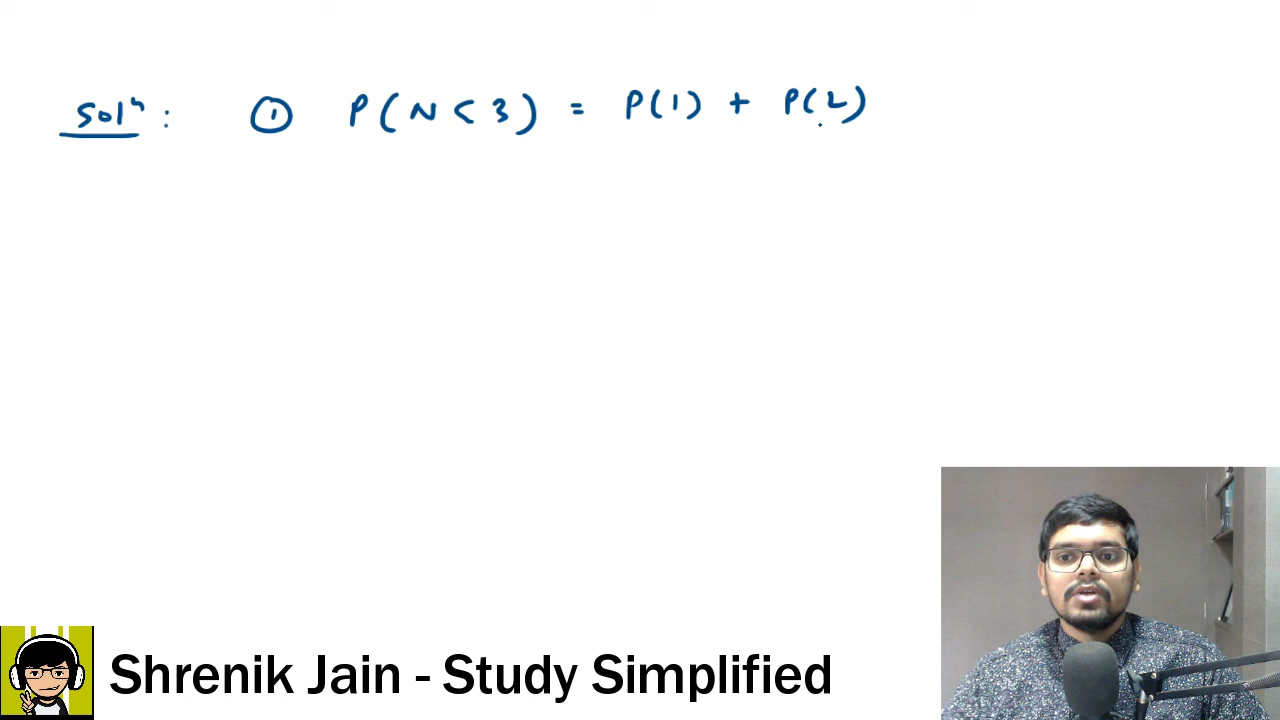 Solⁿ : ① P(N < 3) = P(1) + P(2)
Shrenik Jain - Study Simplified